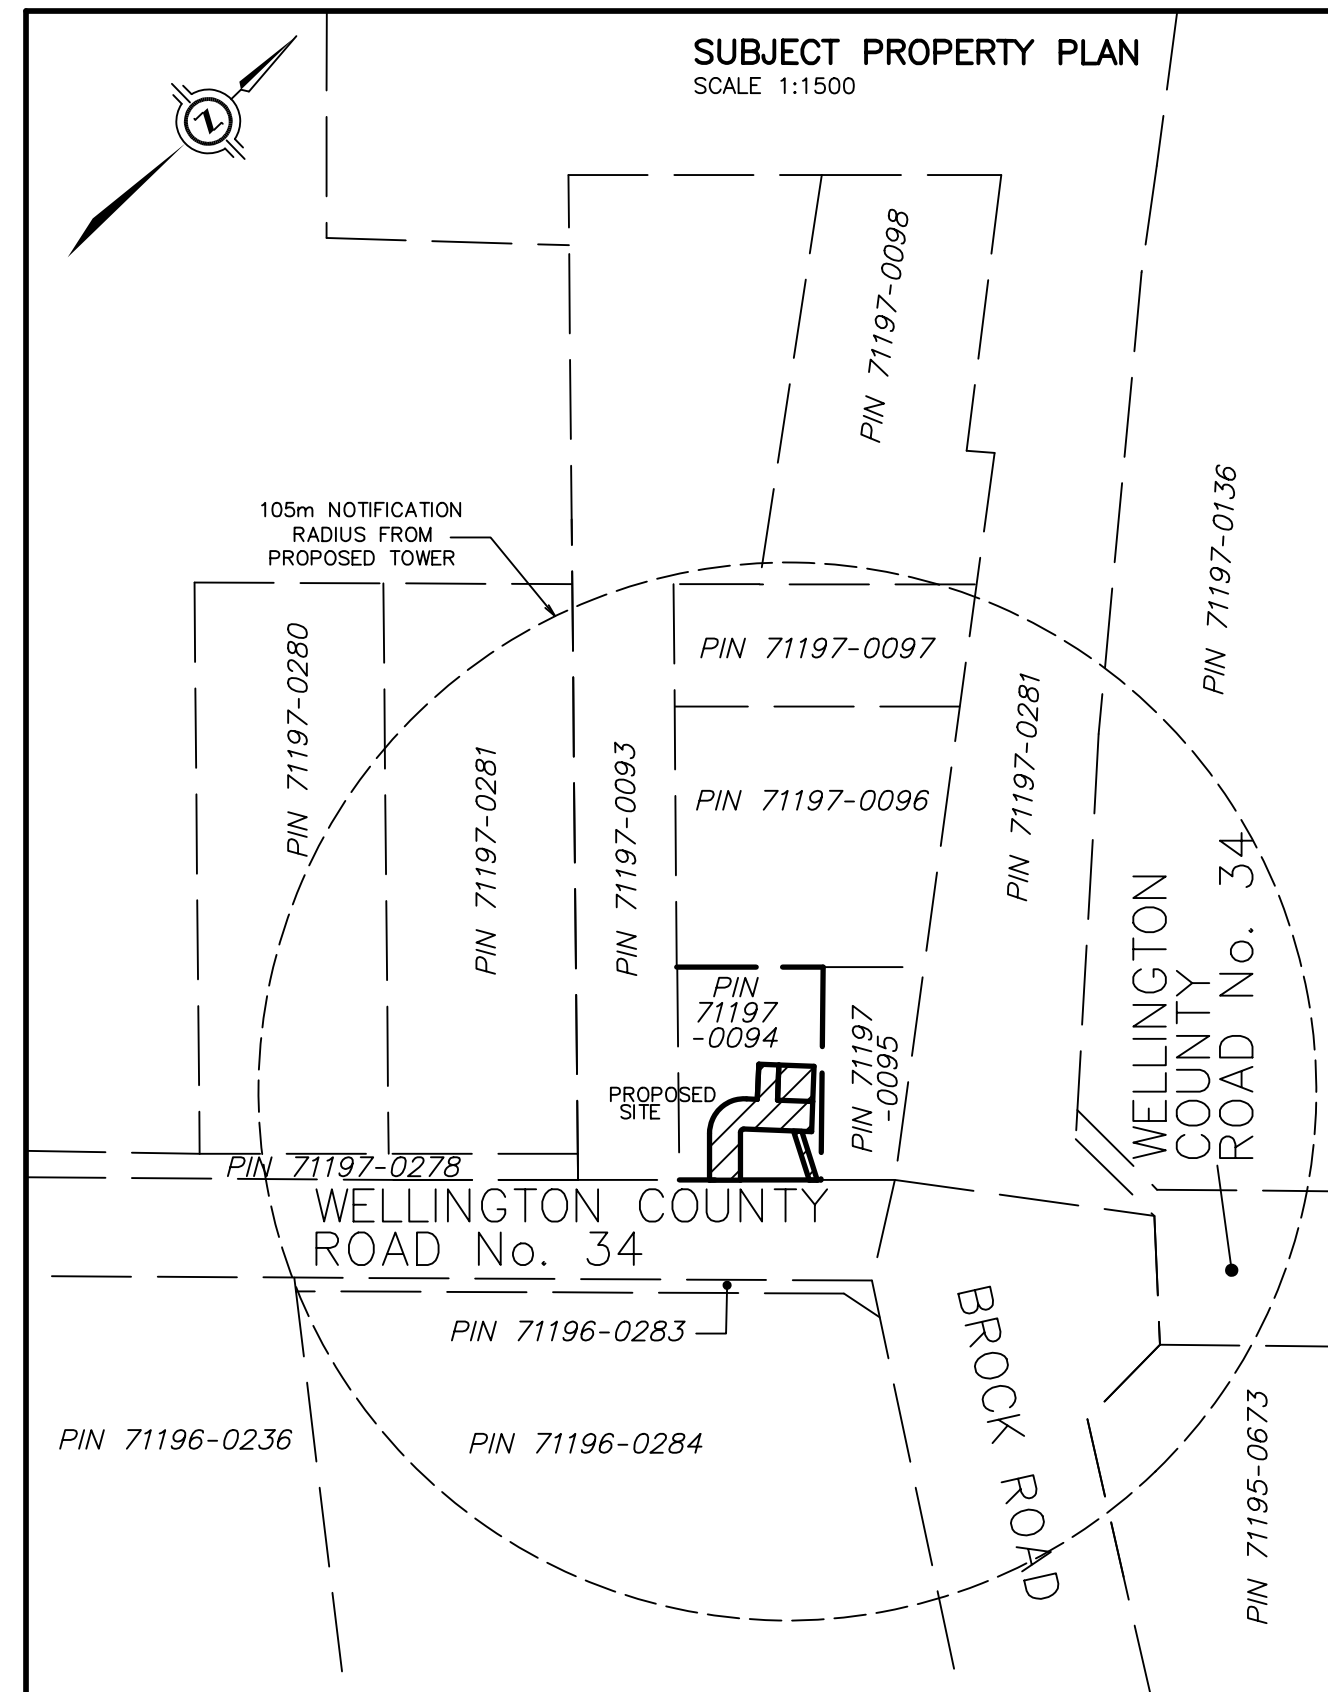 SUBJECT PROPERTY PLAN
SCALE 1:1500
N
PIN 71197-0098
105m NOTIFICATION
RADIUS FROM
PROPOSED TOWER
PIN 71197-0136
PIN 71197-0280
PIN 71197-0097
PIN 71197-0281
PIN 71197-0281
PIN 71197-0093
PIN 71197-0096
WELLINGTON
COUNTY
ROAD No. 34
PIN
71197
-0094
PIN 71197
-0095
PROPOSED
SITE
PIN 71197-0278
WELLINGTON COUNTY
ROAD No. 34
PIN 71196-0283
BROCK ROAD
PIN 71196-0236
PIN 71196-0284
PIN 71195-0673